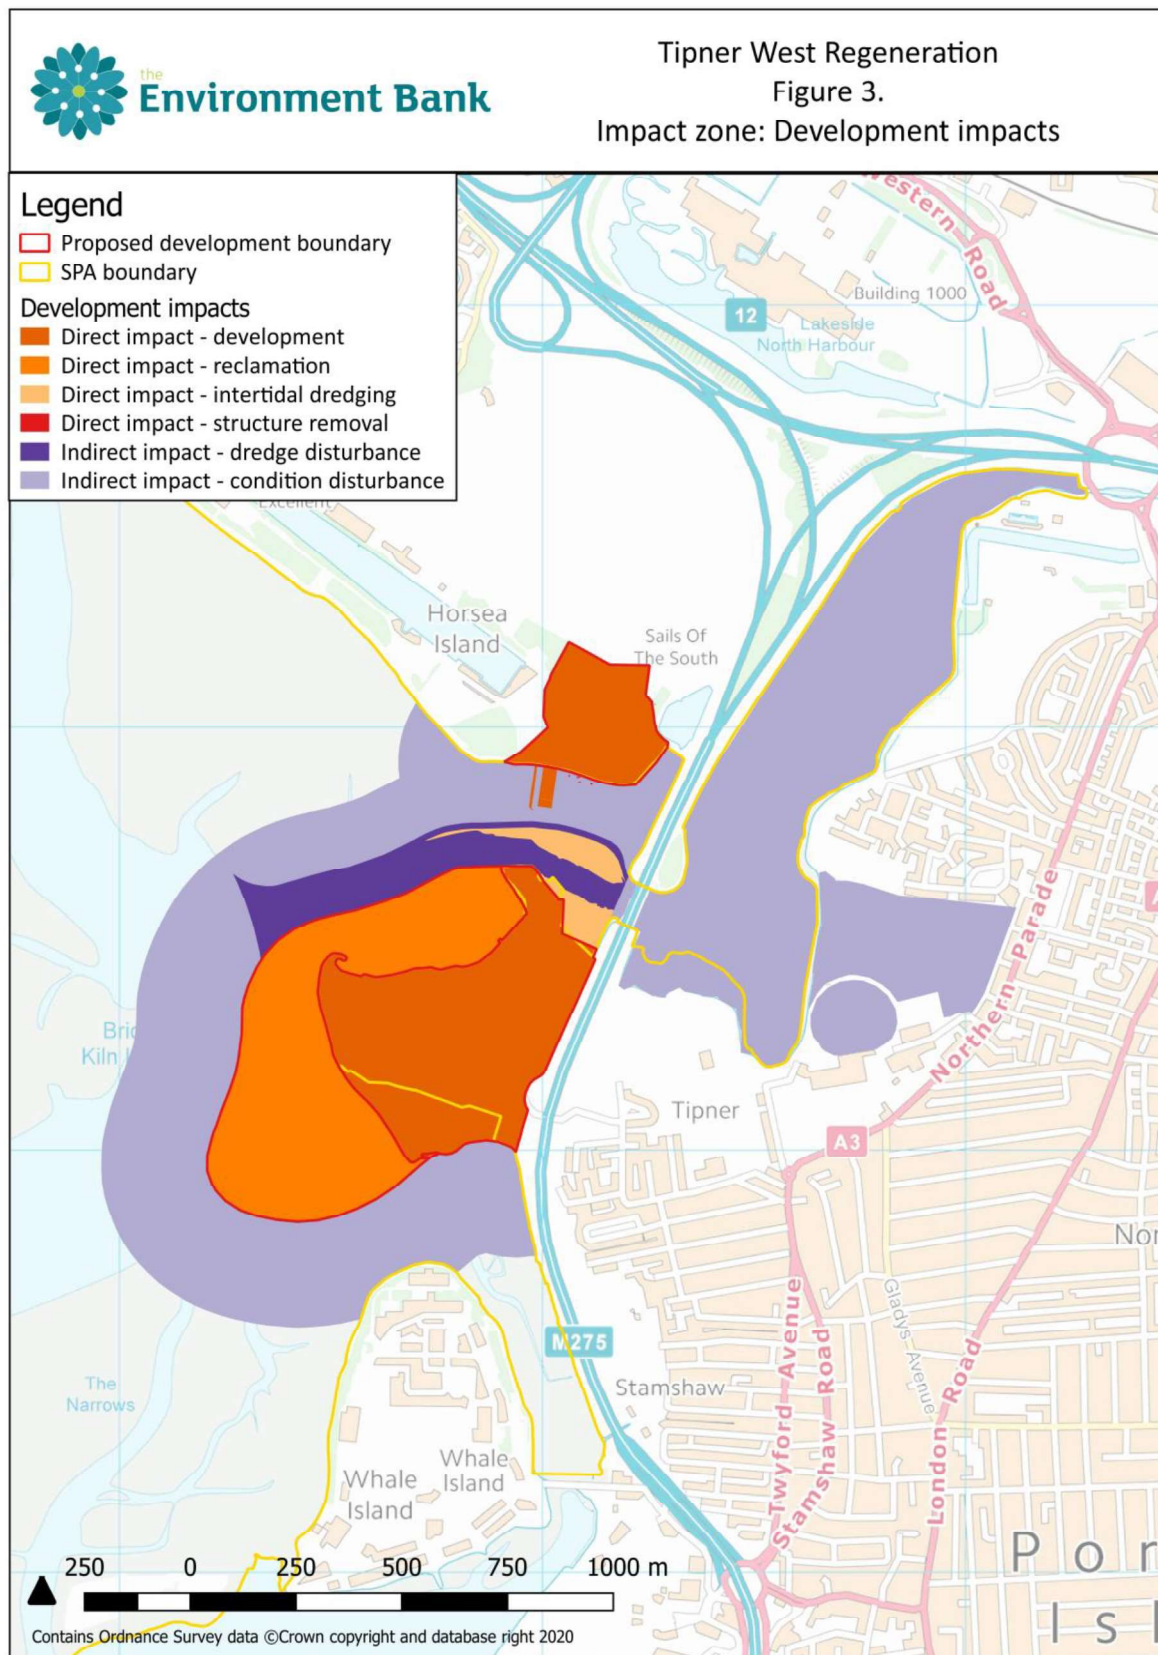 the
Environment Bank
Tipner West Regeneration
Figure 3.
Impact zone: Development impacts
Legend
Proposed development boundary
SPA boundary
Development impacts
Direct impact - development
Direct impact - reclamation
Direct impact - intertidal dredging
Direct impact - structure removal
Indirect impact - dredge disturbance
Indirect impact - condition disturbance
Western Road
Building 1000
12
Lakeside
North Harbour
Excellent
Horsea
Island
Sails Of
The South
Northern Parade
Tipner
A3
M275
Stamshaw
Twyford Avenue
Stamshaw Road
Gladys Avenue
London Road
The
Narrows
Whale
Island
Whale
Island
Por
Isl
250 0 250 500 750 1000 m
Contains Ordnance Survey data ©Crown copyright and database right 2020